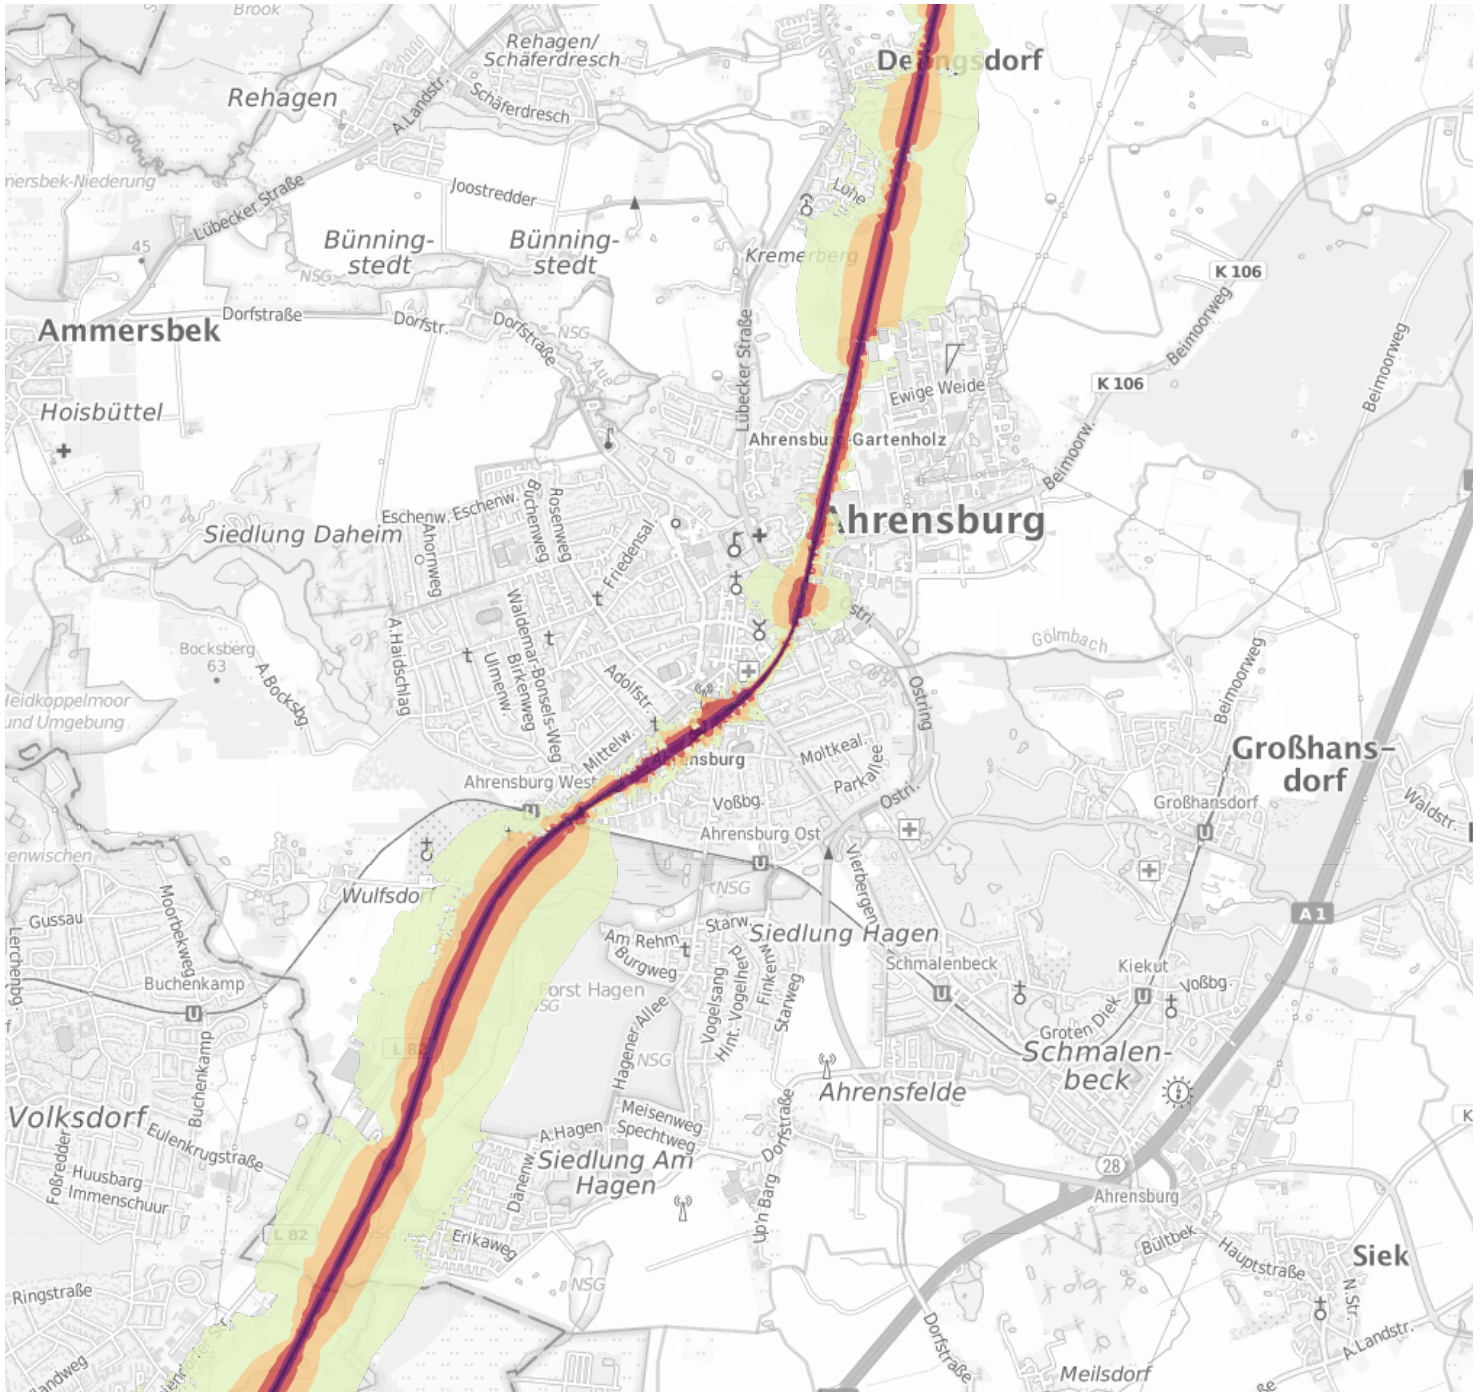 Brook
Rehagen/
Schäferdresch
Delingsdorf
Rehagen
A.Landstr.
Schäferdresch
mersbek-Niederung
Joostredder
Lohe
Lübecker Straße
45
Bünning-
stedt
Bünning-
stedt
NSG
Kremerberg
K 106
Dorfstraße
Dorfstr.
Dorfstraße
NSG
Ammersbek
Beimoorweg
Beimoorweg
Aue
Lübecker Straße
Ewige Weide
K 106
Hoisbüttel
Ahrensburg-Gartenholz
Beimoorw.
Eschenw.
Eschenw.
Buchenweg
Rosenweg
Ahrensburg
Siedlung Daheim
Ahornweg
Friedensal.
Ostri.
Waldemar-Bonsels-Weg
Gölmbach
A.Haidschlag
Bocksberg
63
A.Bocksbg.
Birkenweg
Ulmenw.
Adolfstr.
Ostring
Beimoorweg
Heidkoppelmoor
und Umgebung
Mittelw.
Moltkeal.
Parkallee
Großhans-
dorf
Ahrensburg
Ahrensburg West
U
Voßbg.
Ostri.
Großhansdorf
Waldstr.
Ahrensburg Ost
U
U
enwischen
Vierbergen
NSG
Wulfsdorf
Moorbekweg
Gussau
A 1
Lerchenbg.
Starw.
Siedlung Hagen
Am Rehm
Burgweg
Schmalenbeck
Kiekut
Buchenkamp
Forst Hagen
NSG
Vogelsang
Hint. Vogelherd
Finkenw.
Starweg
Voßbg.
U
U
U
Hagener Allee
Groten Diek
L 82
Buchenkamp
NSG
Schmalen-
beck
Ahrensfelde
Volksdorf
Meisenweg
Spechtweg
A.Hagen
Dorfstraße
Eulenkrugstraße
Foßredder
Siedlung Am
Hagen
Dänenw.
28
Huusbarg
Immenschuur
Ahrensburg
Up'n Barg
L 82
NSG
Erikaweg
Bültbek
Hauptstraße
Siek
NSG
Ringstraße
N.Str.
Dorfstraße
A.Landstr.
Meilsdorf